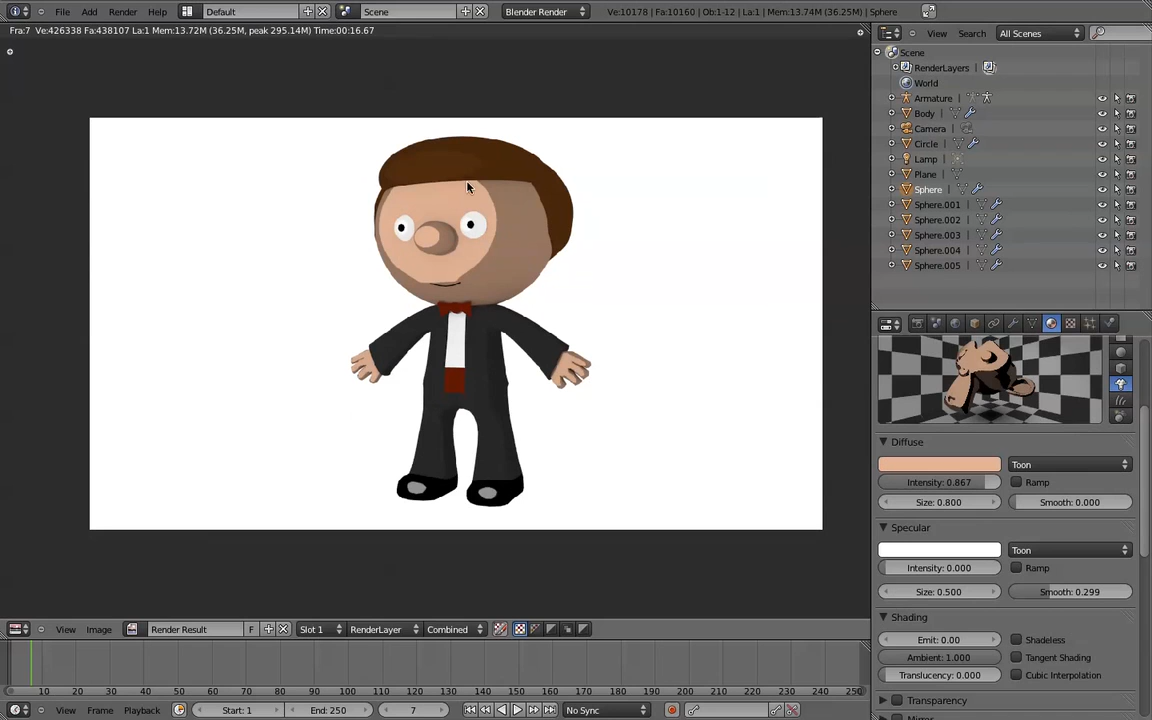 File Add Render Help Default Scene Blender Render Ve:10178 | Fa:10160 | Ob:1-12 | La:1 | Mem:13.74M (36.25M) | Sphere
Fra:7 Ve:426338 Fa:438107 La:1 Mem:13.72M (36.25M, peak 295.14M) Time:00:16.67
View Search All Scenes
Scene
RenderLayers
World
Armature
Body
Camera
Circle
Lamp
Plane
Sphere
Sphere.001
Sphere.002
Sphere.003
Sphere.004
Sphere.005
Diffuse
Toon
Intensity: 0.867 Ramp
Size: 0.800 Smooth: 0.000
Specular
Toon
Intensity: 0.000 Ramp
Size: 0.500 Smooth: 0.299
Shading
Emit: 0.00 Shadeless
Ambient: 1.000 Tangent Shading
Translucency: 0.000 Cubic Interpolation
Transparency
View Image Render Result F Slot 1 RenderLayer Combined
10 20 30 40 50 60 70 80 90 100 110 120 130 140 150 160 170 180 190 200 210 220 230 240 250
View Frame Playback Start: 1 End: 250 7 No Sync